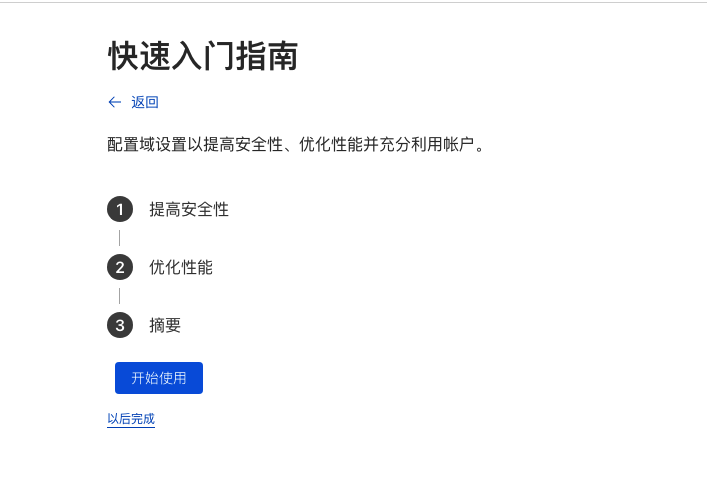 快速入门指南
← 返回
配置域设置以提高安全性、优化性能并充分利用帐户。
1 提高安全性
2 优化性能
3 摘要
开始使用
以后完成